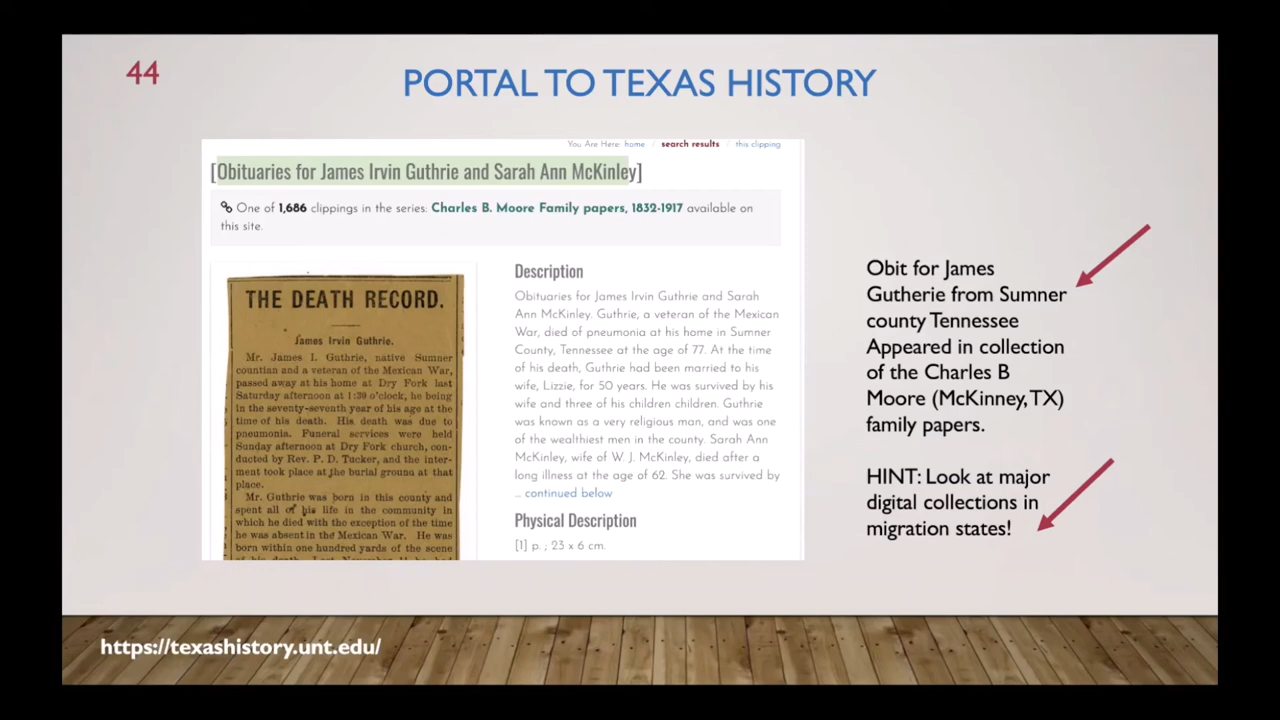 44
PORTAL TO TEXAS HISTORY
You Are Here: home / search results / this clipping
[Obituaries for James Irvin Guthrie and Sarah Ann McKinley]
One of 1,686 clippings in the series: Charles B. Moore Family papers, 1832-1917 available on
this site.
THE DEATH RECORD.
James Irvin Guthrie.
Mr. James I. Guthrie, native Sumner
countian and a veteran of the Mexican War,
passed away at his home at Dry Fork last
Saturday afternoon at 1:30 o'clock, he being
in the seventy-seventh year of his age at the
time of his death. His death was due to
pneumonia. Funeral services were held
Sunday afternoon at Dry Fork church, con-
ducted by Rev. P. D. Tucker, and the inter-
ment took place at the burial ground at that
place.
Mr. Guthrie was born in this county and
spent all of his life in the community in
which he died with the exception of the time
he was absent in the Mexican War. He was
born within one hundred yards of the scene
Description
Obituaries for James Irvin Guthrie and Sarah
Ann McKinley. Guthrie, a veteran of the Mexican
War, died of pneumonia at his home in Sumner
County, Tennessee at the age of 77. At the time
of his death, Guthrie had been married to his
wife, Lizzie, for 50 years. He was survived by his
wife and three of his children children. Guthrie
was known as a very religious man, and was one
of the wealthiest men in the county. Sarah Ann
McKinley, wife of W. J. McKinley, died after a
long illness at the age of 62. She was survived by
... continued below
Physical Description
[1] p. ; 23 x 6 cm.
Obit for James
Gutherie from Sumner
county Tennessee
Appeared in collection
of the Charles B
Moore (McKinney, TX)
family papers.
HINT: Look at major
digital collections in
migration states!
https://texashistory.unt.edu/